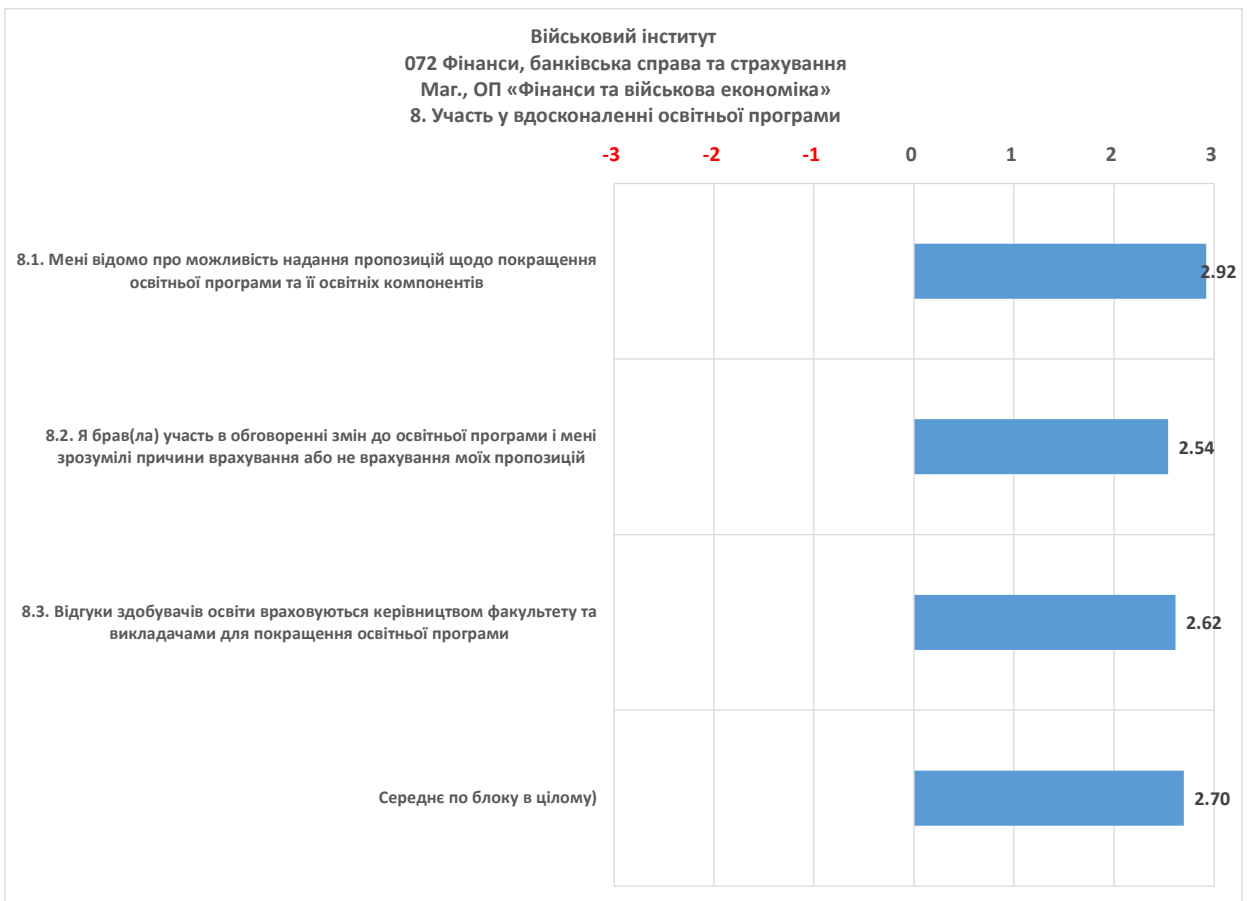 Військовий інститут
072 Фінанси, банківська справа та страхування
Маг., ОП «Фінанси та військова економіка»
8. Участь у вдосконаленні освітньої програми
-3 -2 -1 0 1 2 3
8.1. Мені відомо про можливість надання пропозицій щодо покращення
освітньої програми та її освітніх компонентів
2.92
8.2. Я брав(ла) участь в обговоренні змін до освітньої програми і мені
зрозумілі причини врахування або не врахування моїх пропозицій
2.54
8.3. Відгуки здобувачів освіти враховуються керівництвом факультету та
викладачами для покращення освітньої програми
2.62
Середнє по блоку в цілому)
2.70